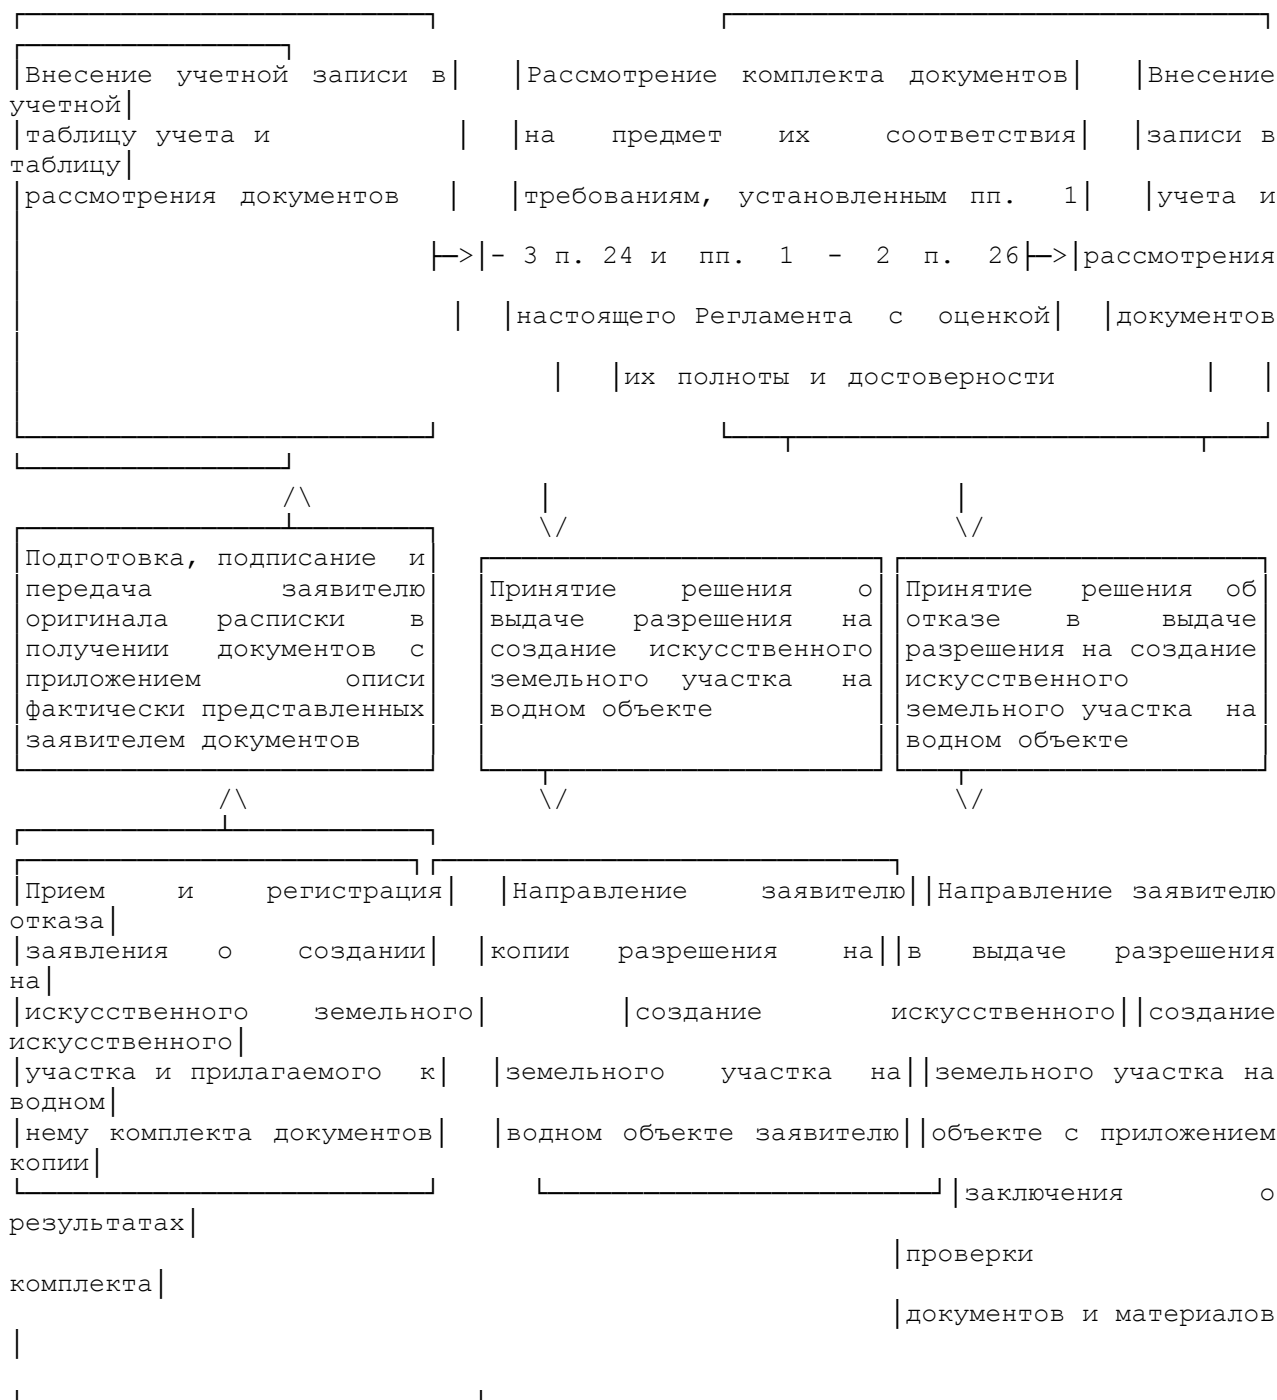 Внесение учетной записи в Рассмотрение комплекта документов Внесение
учетной
таблицу учета и на предмет их соответствия записи в
таблицу
рассмотрения документов требованиям, установленным пп. 1 учета и
- 3 п. 24 и пп. 1 - 2 п. 26 рассмотрения
настоящего Регламента с оценкой документов
их полноты и достоверности
Подготовка, подписание и
передача заявителю Принятие решения о Принятие решения об
оригинала расписки в выдаче разрешения на отказе в выдаче
получении документов с создание искусственного разрешения на создание
приложением описи земельного участка на искусственного
фактически представленных водном объекте земельного участка на
заявителем документов водном объекте
Прием и регистрация Направление заявителю Направление заявителю
отказа
заявления о создании копии разрешения на в выдаче разрешения
на
искусственного земельного создание искусственного создание
искусственного
участка и прилагаемого к земельного участка на земельного участка на
водном
нему комплекта документов водном объекте заявителю объекте с приложением
копии
заключения о
результатах
проверки
комплекта
документов и материалов